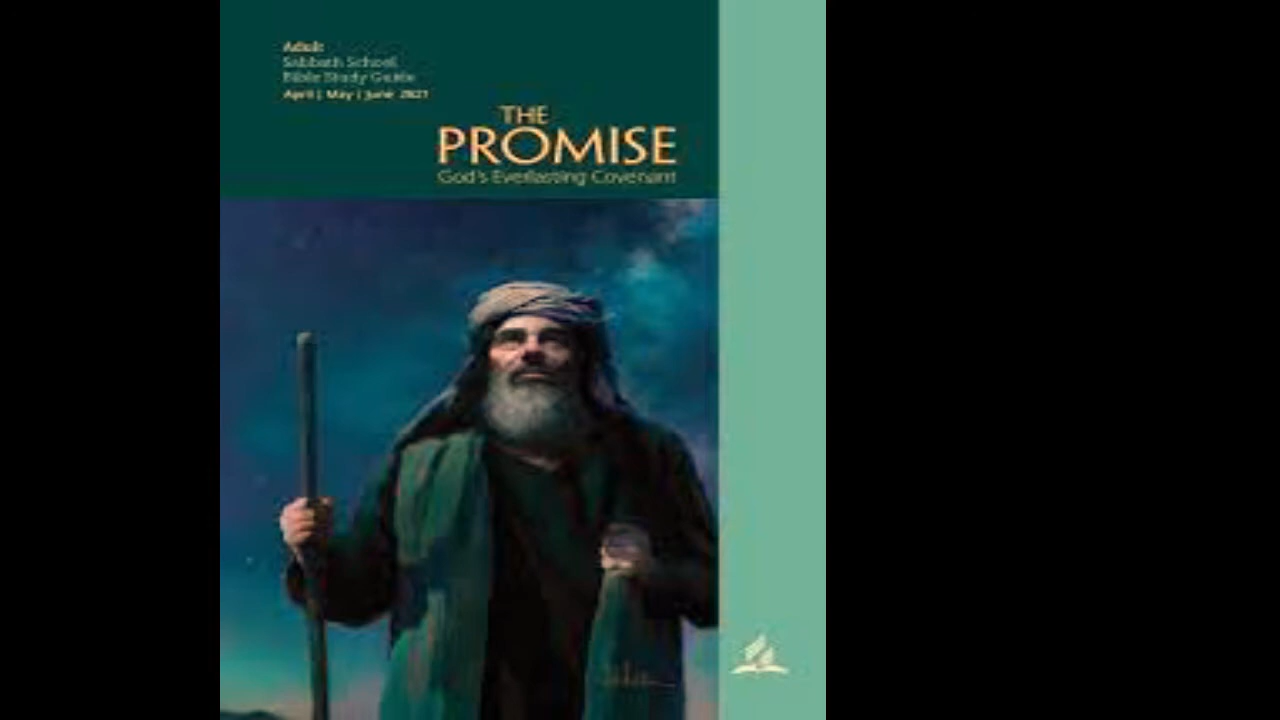 Adult
Sabbath School
Bible Study Guide
April | May | June 2021
THE
PROMISE
God's Everlasting Covenant